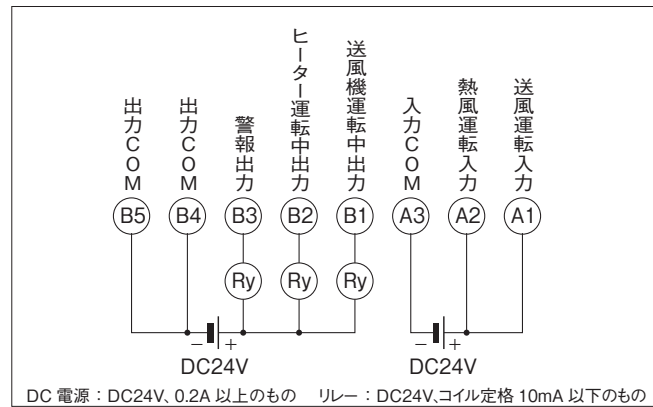 出力COM
出力COM
警報出力
ヒーター運転中出力
送風機運転中出力
入力COM
熱風運転入力
送風運転入力
B5 B4 B3 B2 B1 A3 A2 A1
Ry Ry Ry
− + − +
DC24V DC24V
DC 電源：DC24V、0.2A 以上のもの リレー：DC24V、コイル定格 10mA 以下のもの